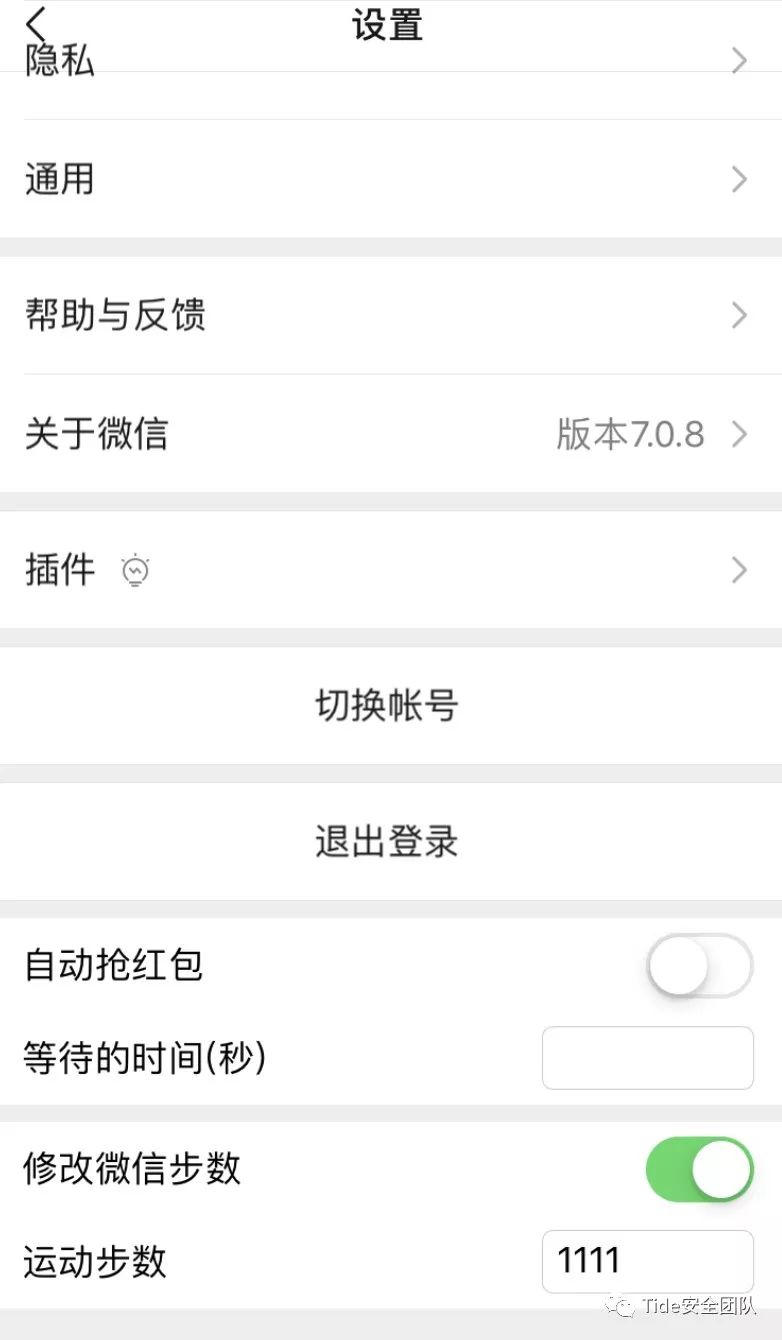 设置
隐私
通用
帮助与反馈
关于微信 版本7.0.8
插件
切换帐号
退出登录
自动抢红包
等待的时间(秒)
修改微信步数
运动步数 1111
Tide安全团队